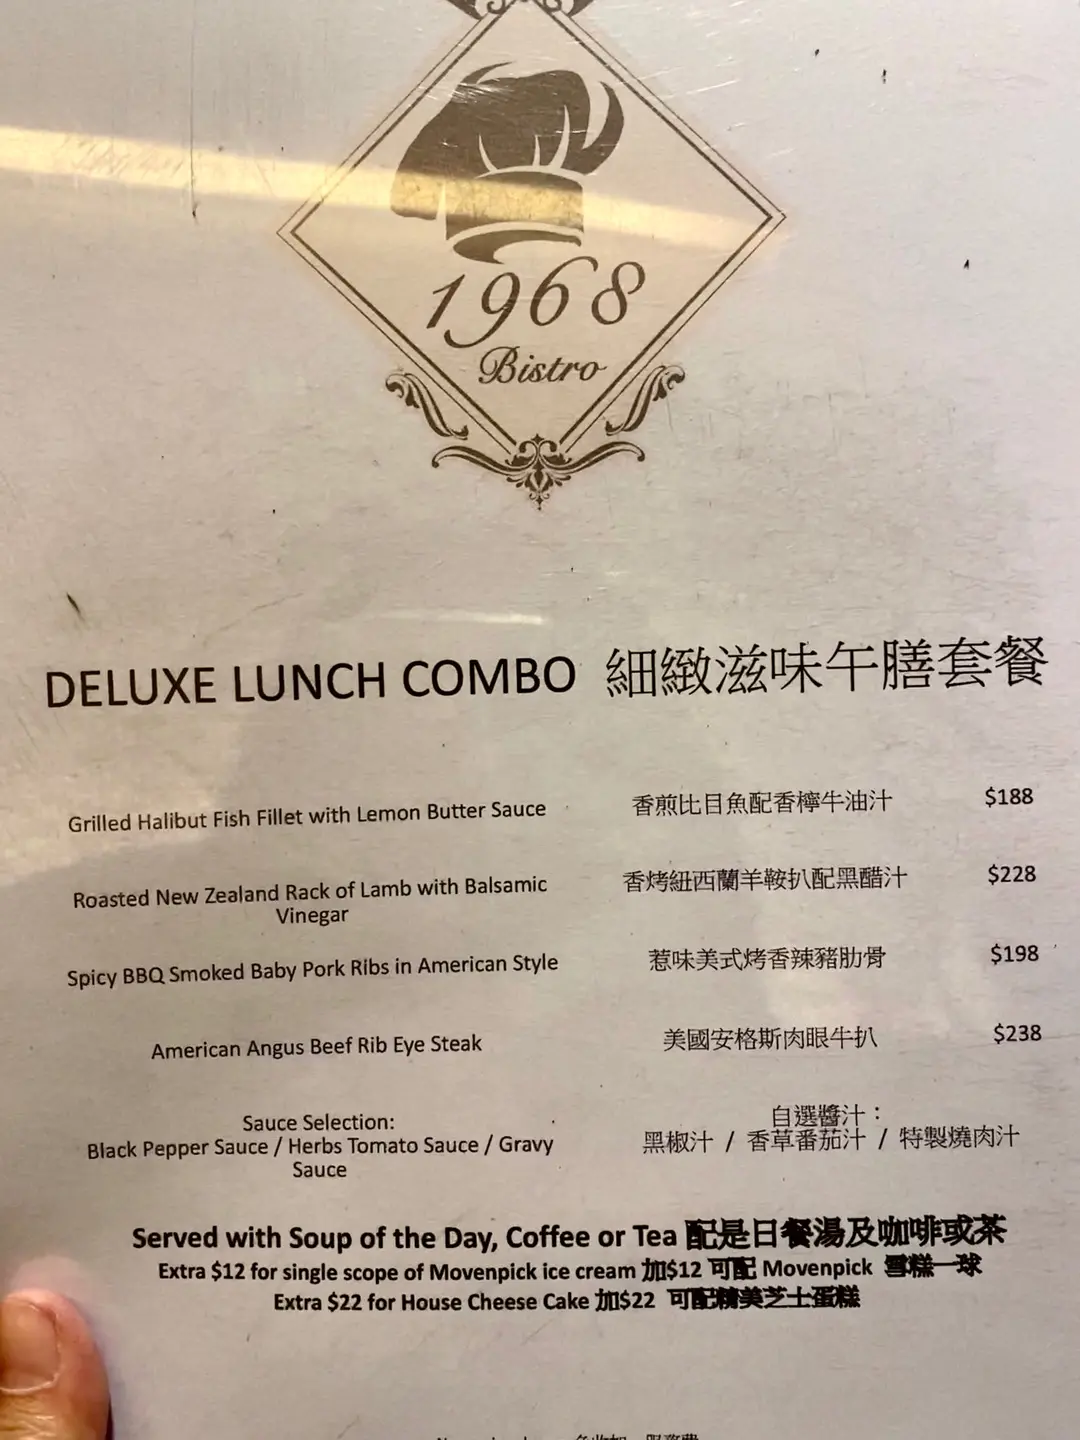 1968
Bistro
DELUXE LUNCH COMBO 細緻滋味午膳套餐
Grilled Halibut Fish Fillet with Lemon Butter Sauce 香煎比目魚配香檸牛油汁 $188
Roasted New Zealand Rack of Lamb with Balsamic 香烤紐西蘭羊鞍扒配黑醋汁 $228
Vinegar
Spicy BBQ Smoked Baby Pork Ribs in American Style 惹味美式烤香辣豬肋骨 $198
American Angus Beef Rib Eye Steak 美國安格斯肉眼牛扒 $238
Sauce Selection: 自選醬汁：
Black Pepper Sauce / Herbs Tomato Sauce / Gravy 黑椒汁 / 香草番茄汁 / 特製燒肉汁
Sauce
Served with Soup of the Day, Coffee or Tea 配是日餐湯及咖啡或茶
Extra $12 for single scope of Movenpick ice cream 加$12 可配 Movenpick 雪糕一球
Extra $22 for House Cheese Cake 加$22 可配精美芝士蛋糕